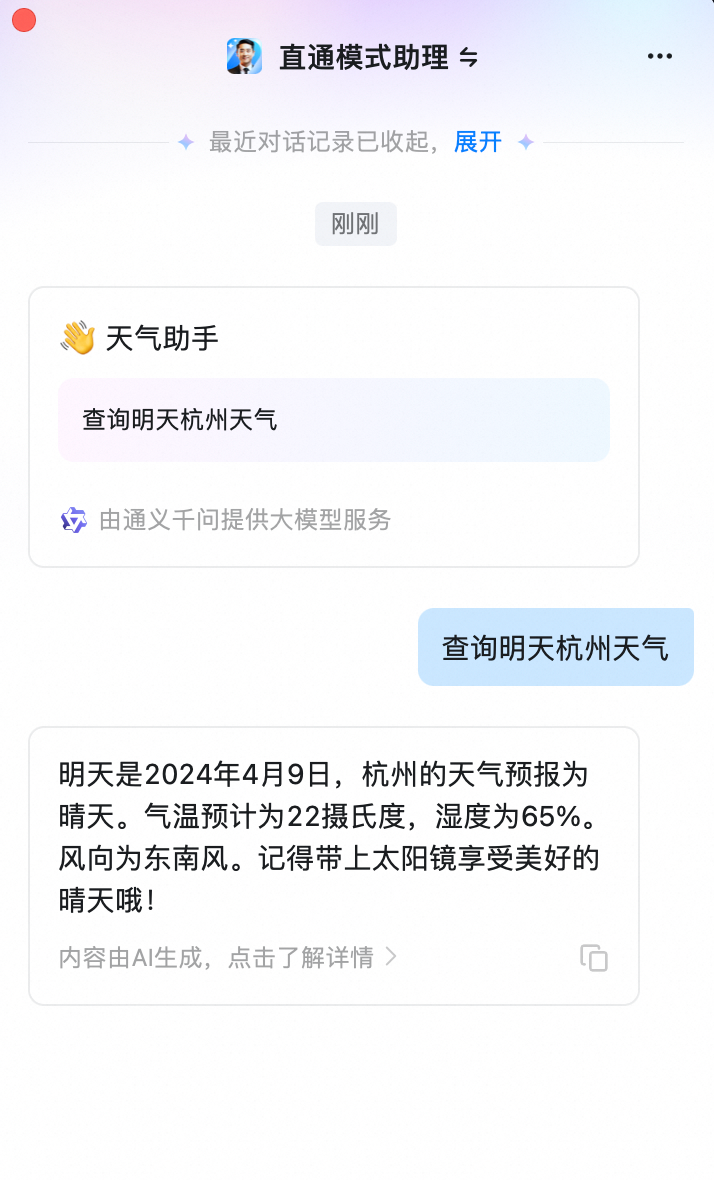 直通模式助理
最近对话记录已收起，展开
刚刚
天气助手
查询明天杭州天气
由通义千问提供大模型服务
查询明天杭州天气
明天是2024年4月9日，杭州的天气预报为
晴天。气温预计为22摄氏度，湿度为65%。
风向为东南风。记得带上太阳镜享受美好的
晴天哦！
内容由AI生成，点击了解详情